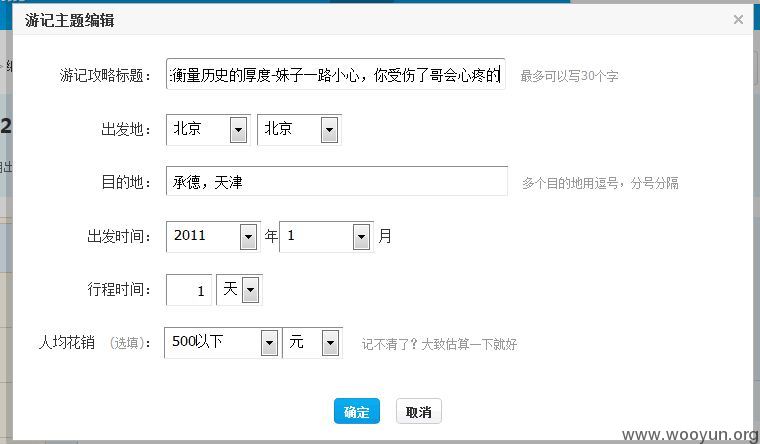 游记主题编辑
游记攻略标题： 衡量历史的厚度-妹子一路小心，你受伤了哥会心疼的 最多可以写30个字
出发地： 北京 北京
目的地： 承德，天津 多个目的地用逗号，分号分隔
出发时间： 2011 年 1 月
行程时间： 1 天
人均花销 （选填）： 500以下 元 记不清了？大致估算一下就好
确定 取消
www.wooyun.org